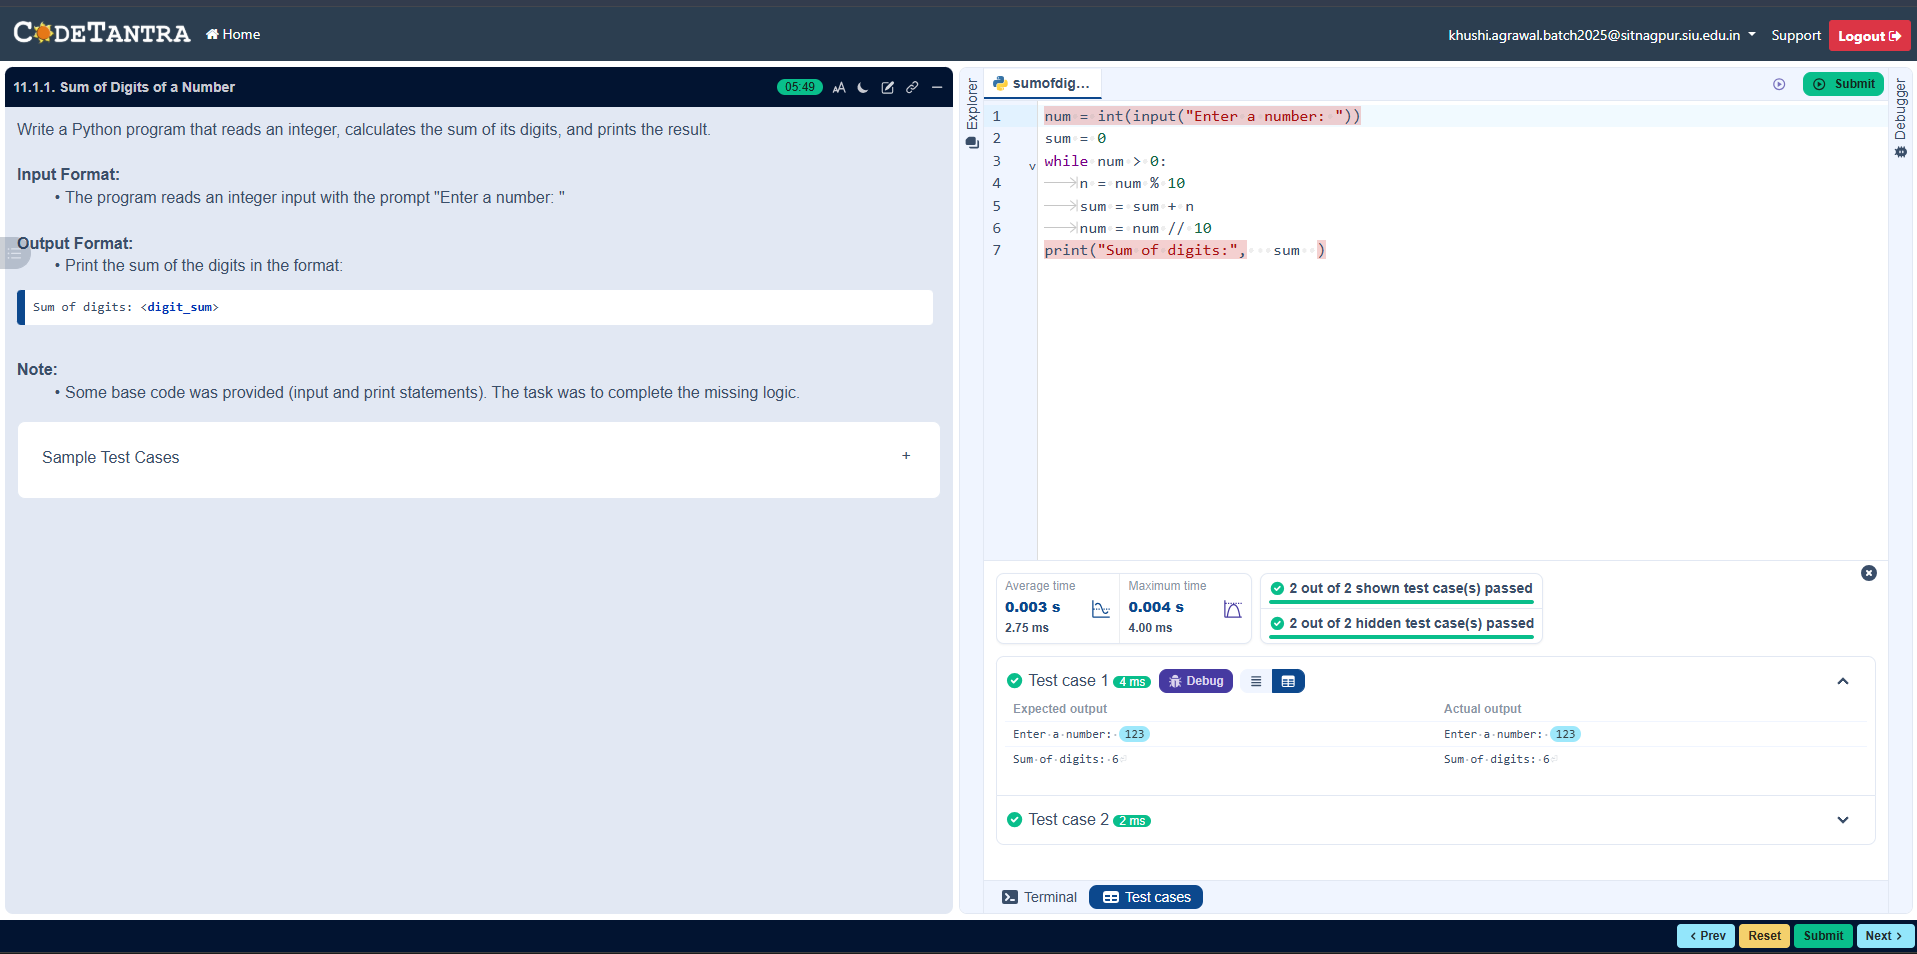 CODETANTRA Home khushi.agrawal.batch2025@sitnagpur.siu.edu.in Support Logout
11.1.1. Sum of Digits of a Number 05:49 AA
Write a Python program that reads an integer, calculates the sum of its digits, and prints the result.
Input Format:
• The program reads an integer input with the prompt "Enter a number: "
Output Format:
• Print the sum of the digits in the format:
Sum of digits: <digit_sum>
Note:
• Some base code was provided (input and print statements). The task was to complete the missing logic.
Sample Test Cases +
Explorer
sumofdig...
Submit
Debugger
1 num = int(input("Enter a number: "))
2 sum = 0
3 while num > 0:
4 n = num % 10
5 sum = sum + n
6 num = num // 10
7 print("Sum of digits:",   sum  )
Average time
0.003 s
2.75 ms
Maximum time
0.004 s
4.00 ms
2 out of 2 shown test case(s) passed
2 out of 2 hidden test case(s) passed
Test case 1 4 ms Debug
Expected output Actual output
Enter a number: 123 Enter a number: 123
Sum of digits: 6 Sum of digits: 6
Test case 2 2 ms
Terminal Test cases
< Prev Reset Submit Next >